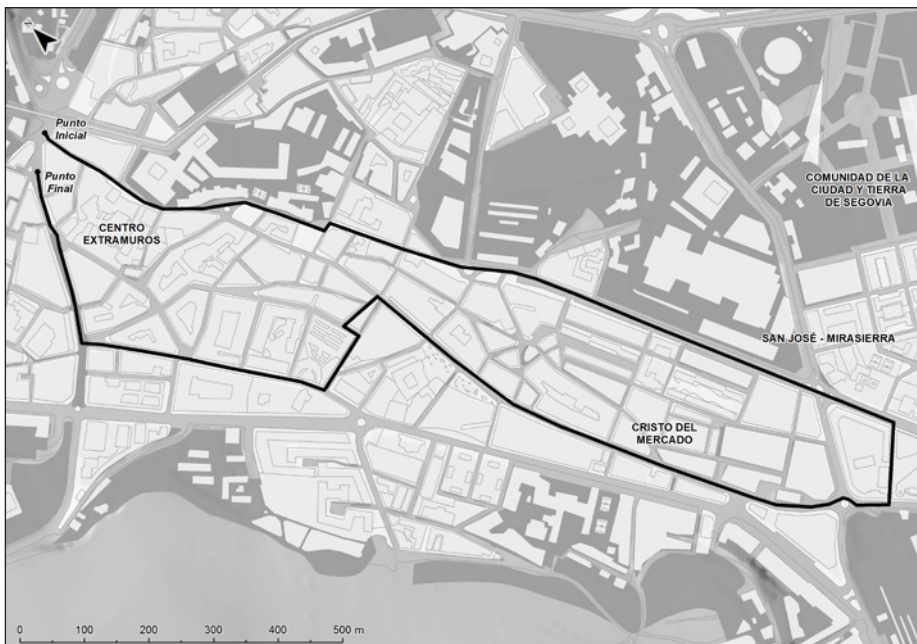 Punto
Inicial
Punto
Final
CENTRO
EXTRAMUROS
COMUNIDAD DE LA
CIUDAD Y TIERRA
DE SEGOVIA
SAN JOSÉ - MIRASIERRA
CRISTO DEL
MERCADO
0 100 200 300 400 500 m